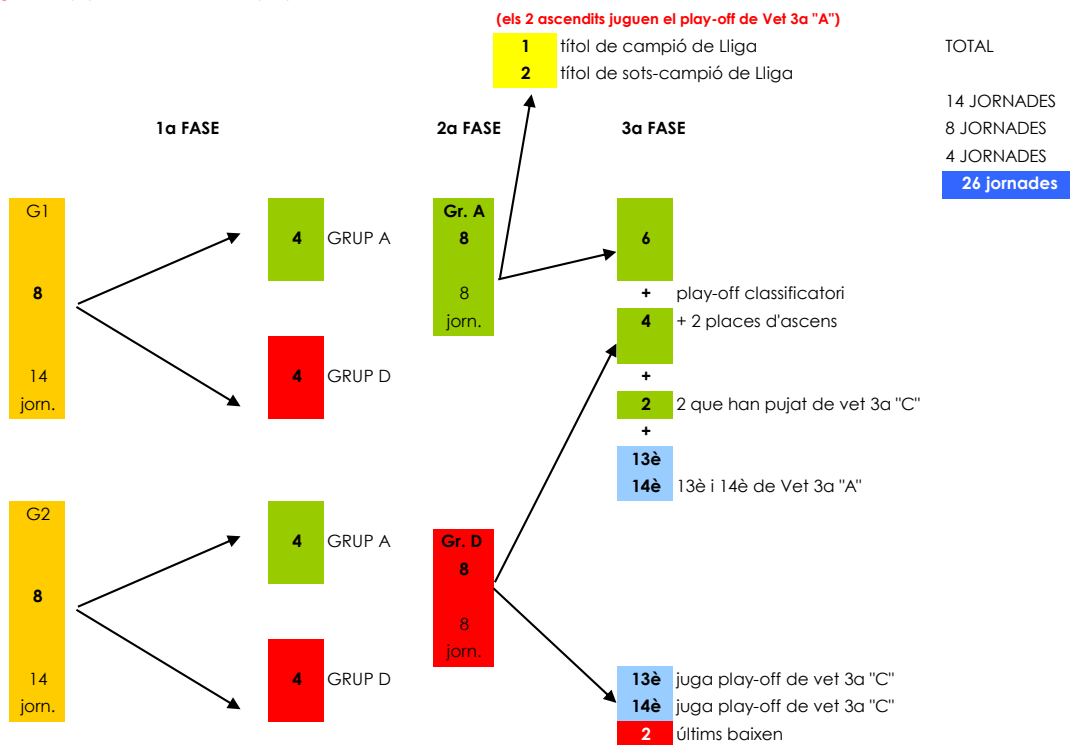 (els 2 ascendits juguen el play-off de Vet 3a "A")
1 títol de campió de Lliga
2 títol de sots-campió de Lliga
TOTAL
14 JORNADES
8 JORNADES
4 JORNADES
26 jornades
1a FASE
2a FASE
3a FASE
G1
8
14
jorn.
4 GRUP A
4 GRUP D
Gr. A
8
8
jorn.
6
+ play-off classificatori
4 + 2 places d'ascens
+
2 2 que han pujat de vet 3a "C"
+
13è
14è 13è i 14è de Vet 3a "A"
G2
8
14
jorn.
4 GRUP A
4 GRUP D
Gr. D
8
8
jorn.
13è juga play-off de vet 3a "C"
14è juga play-off de vet 3a "C"
2 últims baixen